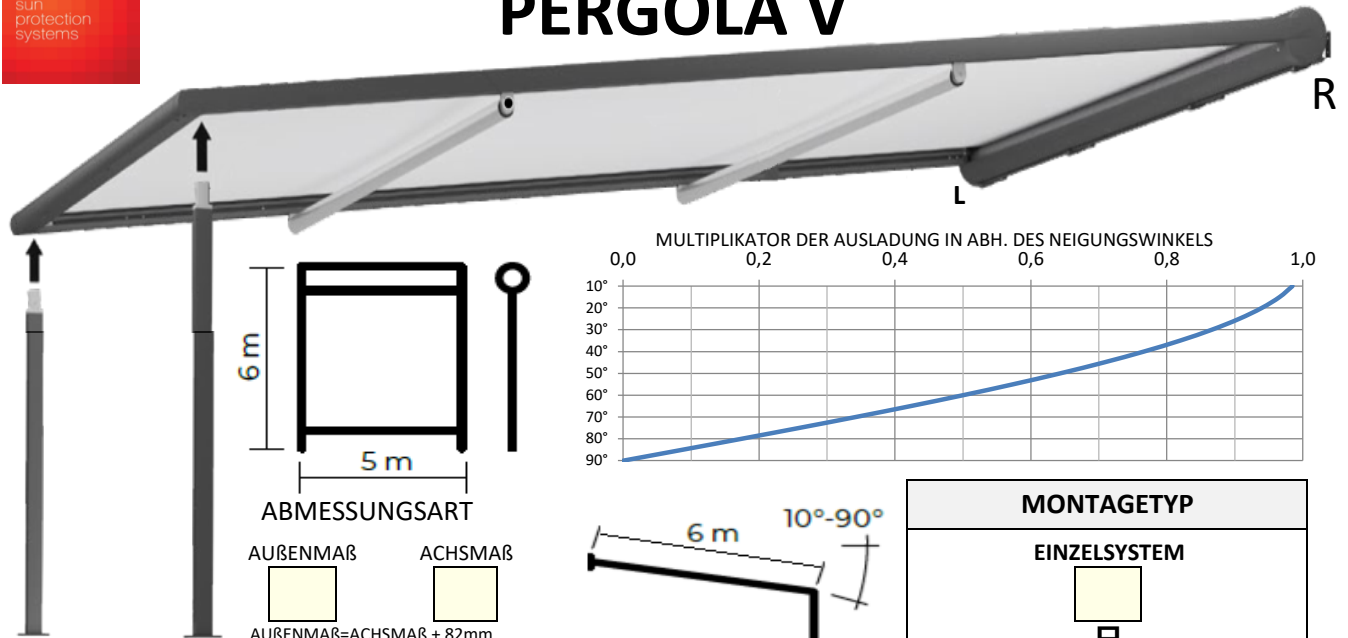 sun
protection
systems
PERGOLA V
R
L
MULTIPLIKATOR DER AUSLADUNG IN ABH. DES NEIGUNGSWINKELS
0,0 0,2 0,4 0,6 0,8 1,0
10°
20°
30°
40°
50°
60°
70°
80°
90°
6 m
5 m
ABMESSUNGSART
AUßENMAß ACHSMAß
AUßENMAß=ACHSMAß + 82mm
6 m
10°-90°
MONTAGETYP
EINZELSYSTEM